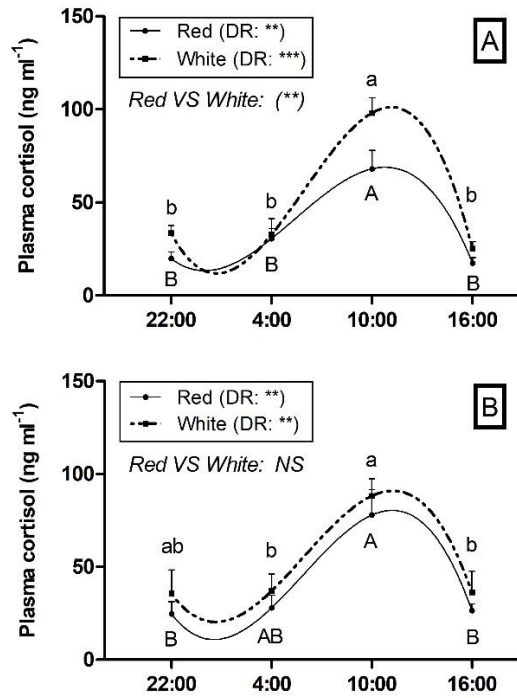 150
Red (DR: **)
White (DR: ***)
A
Red VS White: (**)
a
100
A
50
b
b
b
B
B
B
0
22:00
4:00
10:00
16:00
Plasma cortisol (ng ml⁻¹)
150
Red (DR: **)
White (DR: **)
B
Red VS White: NS
a
100
A
50
ab
b
b
B
AB
B
0
22:00
4:00
10:00
16:00
Plasma cortisol (ng ml⁻¹)